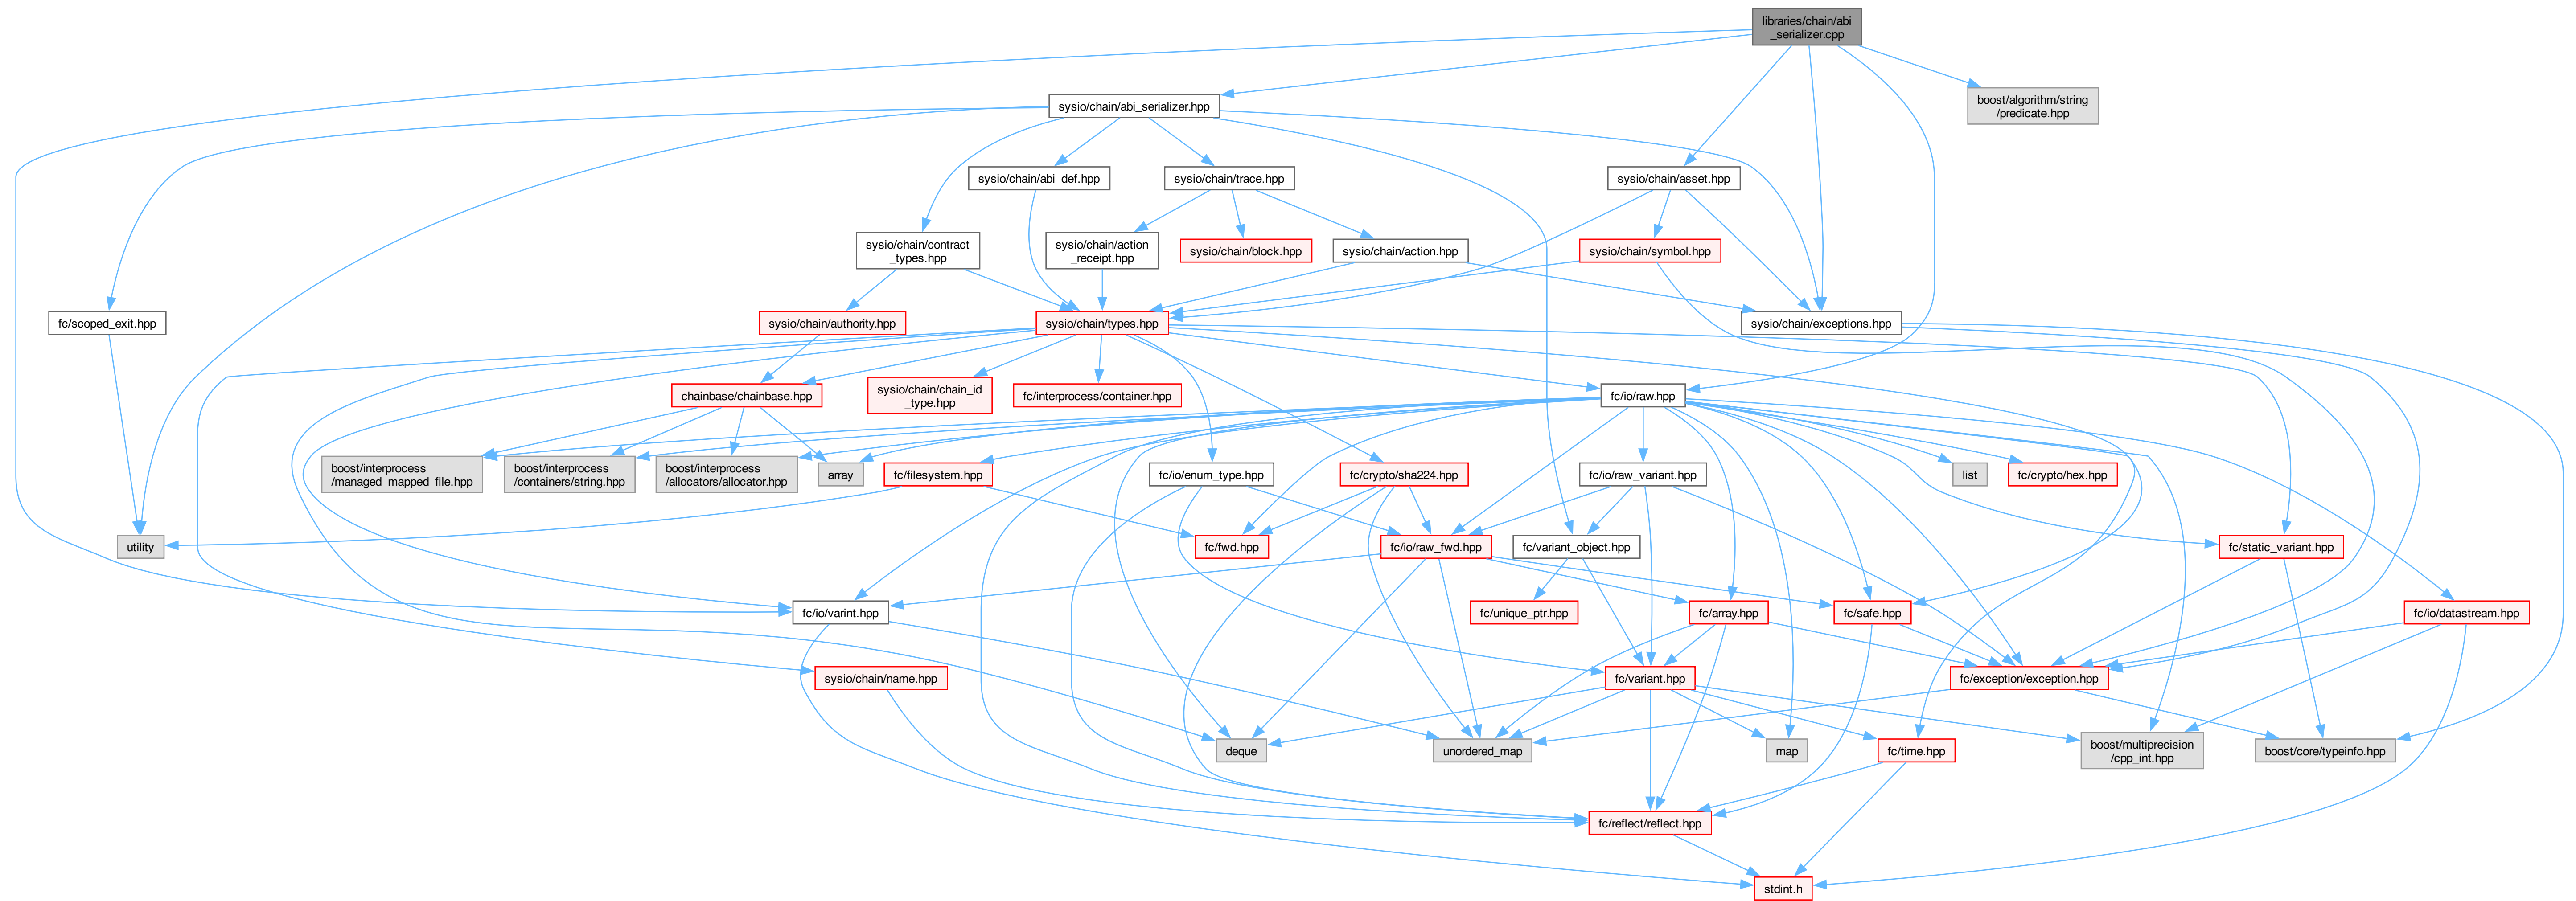 libraries/chain/abi
_serializer.cpp
sysio/chain/abi_serializer.hpp
boost/algorithm/string
/predicate.hpp
sysio/chain/abi_def.hpp
sysio/chain/trace.hpp
sysio/chain/asset.hpp
sysio/chain/contract
_types.hpp
sysio/chain/action
_receipt.hpp
sysio/chain/block.hpp
sysio/chain/action.hpp
sysio/chain/symbol.hpp
fc/scoped_exit.hpp
sysio/chain/authority.hpp
sysio/chain/types.hpp
sysio/chain/exceptions.hpp
chainbase/chainbase.hpp
sysio/chain/chain_id
_type.hpp
fc/interprocess/container.hpp
fc/io/raw.hpp
boost/interprocess
/managed_mapped_file.hpp
boost/interprocess
/containers/string.hpp
boost/interprocess
/allocators/allocator.hpp
array
fc/filesystem.hpp
fc/io/enum_type.hpp
fc/crypto/sha224.hpp
fc/io/raw_variant.hpp
list
fc/crypto/hex.hpp
utility
fc/fwd.hpp
fc/io/raw_fwd.hpp
fc/variant_object.hpp
fc/static_variant.hpp
fc/io/varint.hpp
fc/unique_ptr.hpp
fc/array.hpp
fc/safe.hpp
fc/io/datastream.hpp
sysio/chain/name.hpp
fc/variant.hpp
fc/exception/exception.hpp
deque
unordered_map
map
fc/time.hpp
boost/multiprecision
/cpp_int.hpp
boost/core/typeinfo.hpp
fc/reflect/reflect.hpp
stdint.h